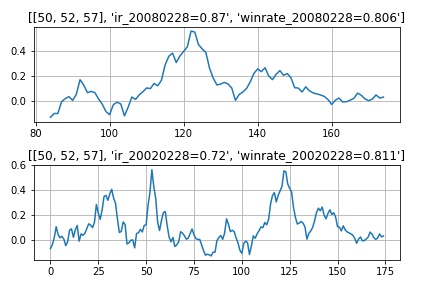 [[50, 52, 57], 'ir_20080228=0.87', 'winrate_20080228=0.806']
0.4
0.2
0.0
80 100 120 140 160
[[50, 52, 57], 'ir_20020228=0.72', 'winrate_20020228=0.811']
0.6
0.4
0.2
0.0
0 25 50 75 100 125 150 175